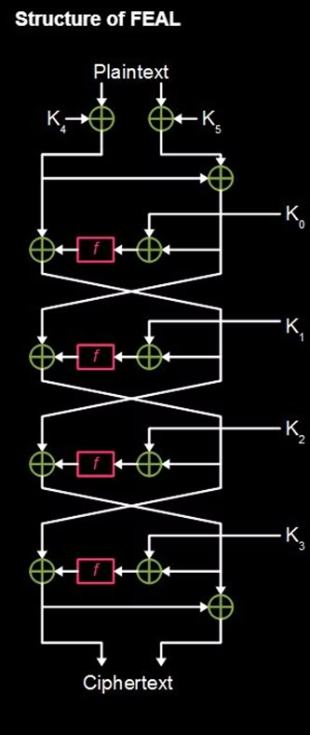 Structure of FEAL
Plaintext
K₄ K₅
K₀
f
K₁
f
K₂
f
K₃
f
Ciphertext